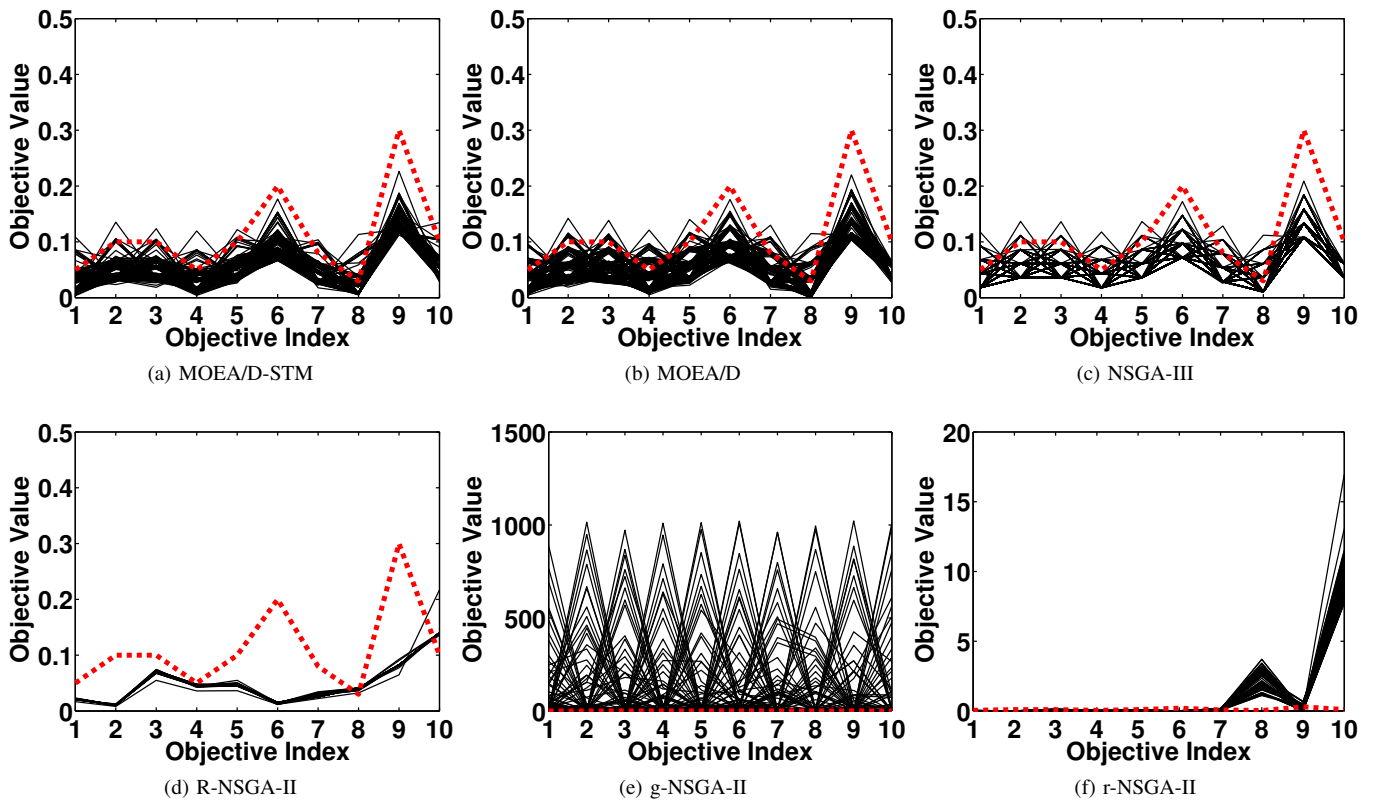 0.5
0.4
0.3
0.2
0.1
0
Objective Value
1 2 3 4 5 6 7 8 9 10
Objective Index
(a) MOEA/D-STM
0.5
0.4
0.3
0.2
0.1
0
Objective Value
1 2 3 4 5 6 7 8 9 10
Objective Index
(b) MOEA/D
0.5
0.4
0.3
0.2
0.1
0
Objective Value
1 2 3 4 5 6 7 8 9 10
Objective Index
(c) NSGA-III
0.5
0.4
0.3
0.2
0.1
0
Objective Value
1 2 3 4 5 6 7 8 9 10
Objective Index
(d) R-NSGA-II
1500
1000
500
0
Objective Value
1 2 3 4 5 6 7 8 9 10
Objective Index
(e) g-NSGA-II
20
15
10
5
0
Objective Value
1 2 3 4 5 6 7 8 9 10
Objective Index
(f) r-NSGA-II